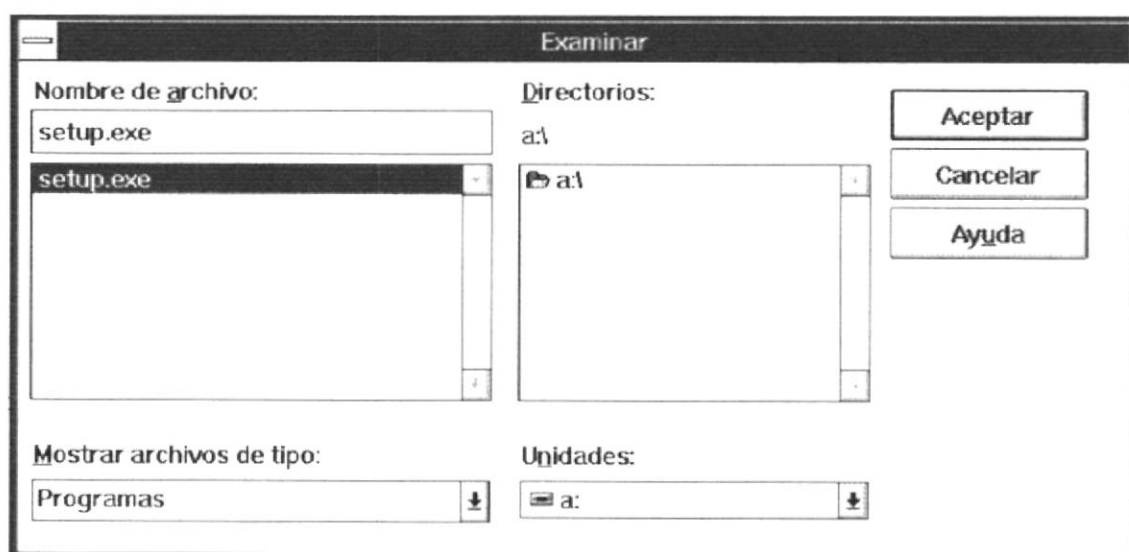 Examinar
Nombre de archivo:
setup.exe
setup.exe
Directorios:
a:\
a:\
Aceptar
Cancelar
Ayuda
Mostrar archivos de tipo:
Programas
Unidades:
a: